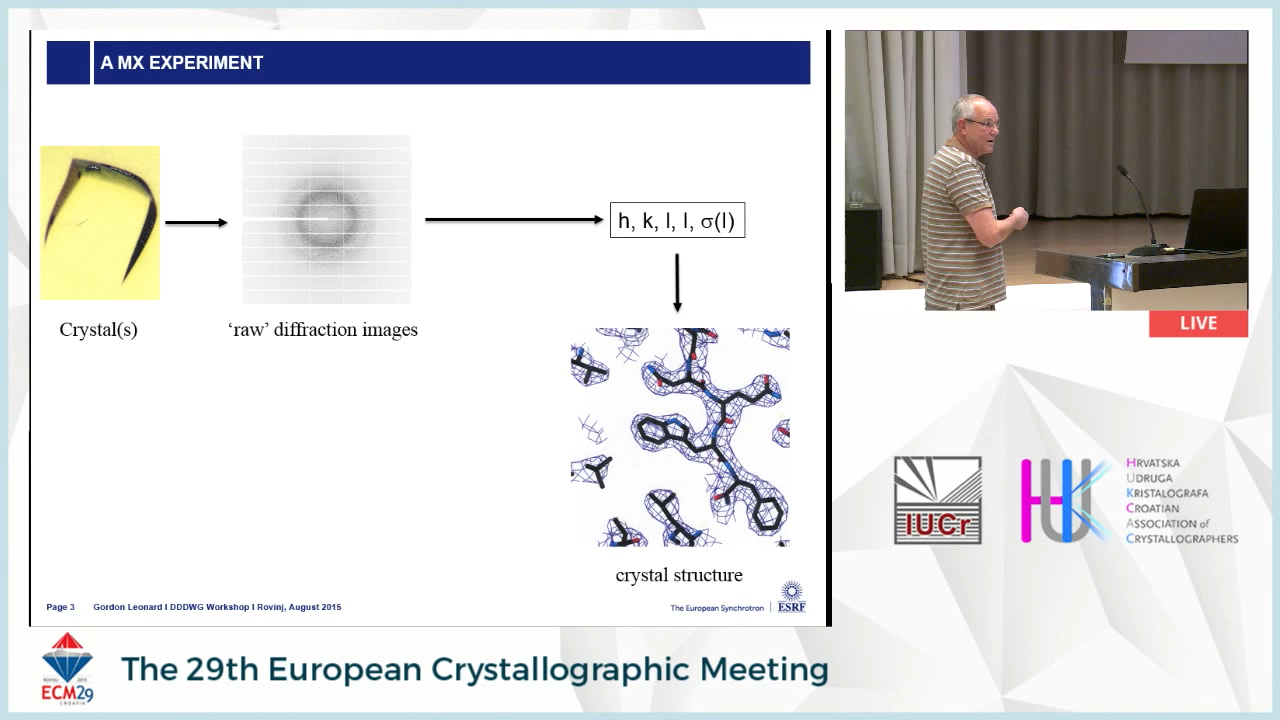 A MX EXPERIMENT
h, k, l, I, σ(I)
Crystal(s)
‘raw’ diffraction images
crystal structure
Page 3 Gordon Leonard I DDDWG Workshop I Rovinj, August 2015
The European Synchrotron
ESRF
LIVE
IUCr
HRVATSKA
UDRUGA
KRISTALOGRAFA
CROATIAN
ASSOCIATION of
CRYSTALLOGRAPHERS
ECM29
CROATIA
The 29th European Crystallographic Meeting